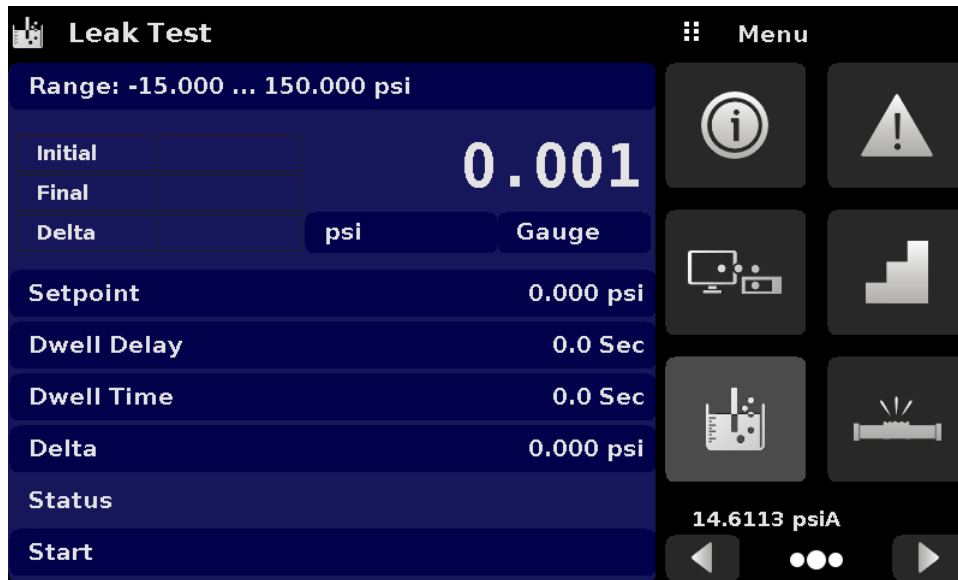 Leak Test
Menu
Range: -15.000 ... 150.000 psi
Initial
0.001
Final
Delta
psi
Gauge
Setpoint 0.000 psi
Dwell Delay 0.0 Sec
Dwell Time 0.0 Sec
Delta 0.000 psi
Status
Start
14.6113 psiA